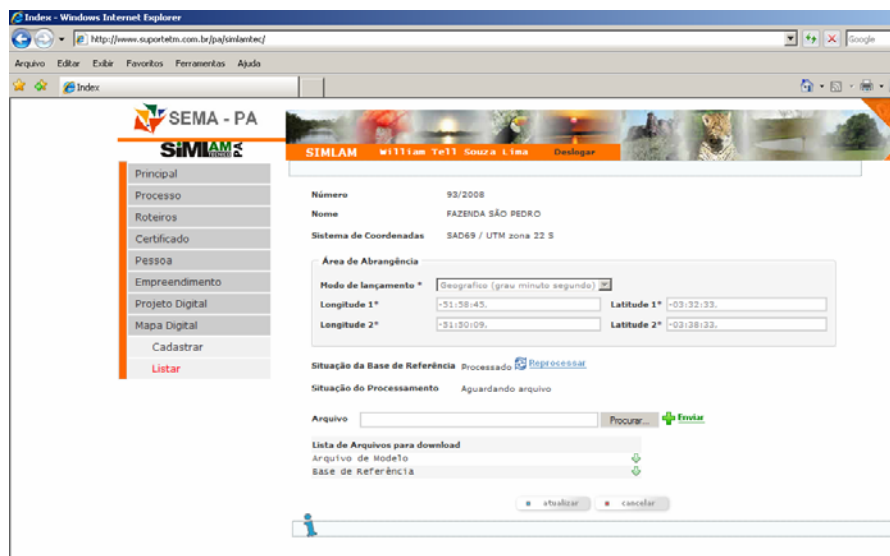 Index - Windows Internet Explorer
http://www.suportetm.com.br/pa/simlamtec/
Google
Arquivo Editar Exibir Favoritos Ferramentas Ajuda
Index
SEMA - PA
SiMLAM TÉCNICO PA
SIMLAM William Tell Souza Lima Deslogar
Principal
Processo
Roteiros
Certificado
Pessoa
Empreendimento
Projeto Digital
Mapa Digital
Cadastrar
Listar
Número 93/2008
Nome FAZENDA SÃO PEDRO
Sistema de Coordenadas SAD69 / UTM zona 22 S
Área de Abrangência
Modo de lançamento * Geografico (grau minuto segundo)
Longitude 1* -51:58:45. Latitude 1* -03:32:33.
Longitude 2* -51:50:09. Latitude 2* -03:38:33.
Situação da Base de Referência Processado Reprocessar
Situação do Processamento Aguardando arquivo
Arquivo Procurar... Enviar
Lista de Arquivos para download
Arquivo de Modelo
Base de Referência
atualizar cancelar